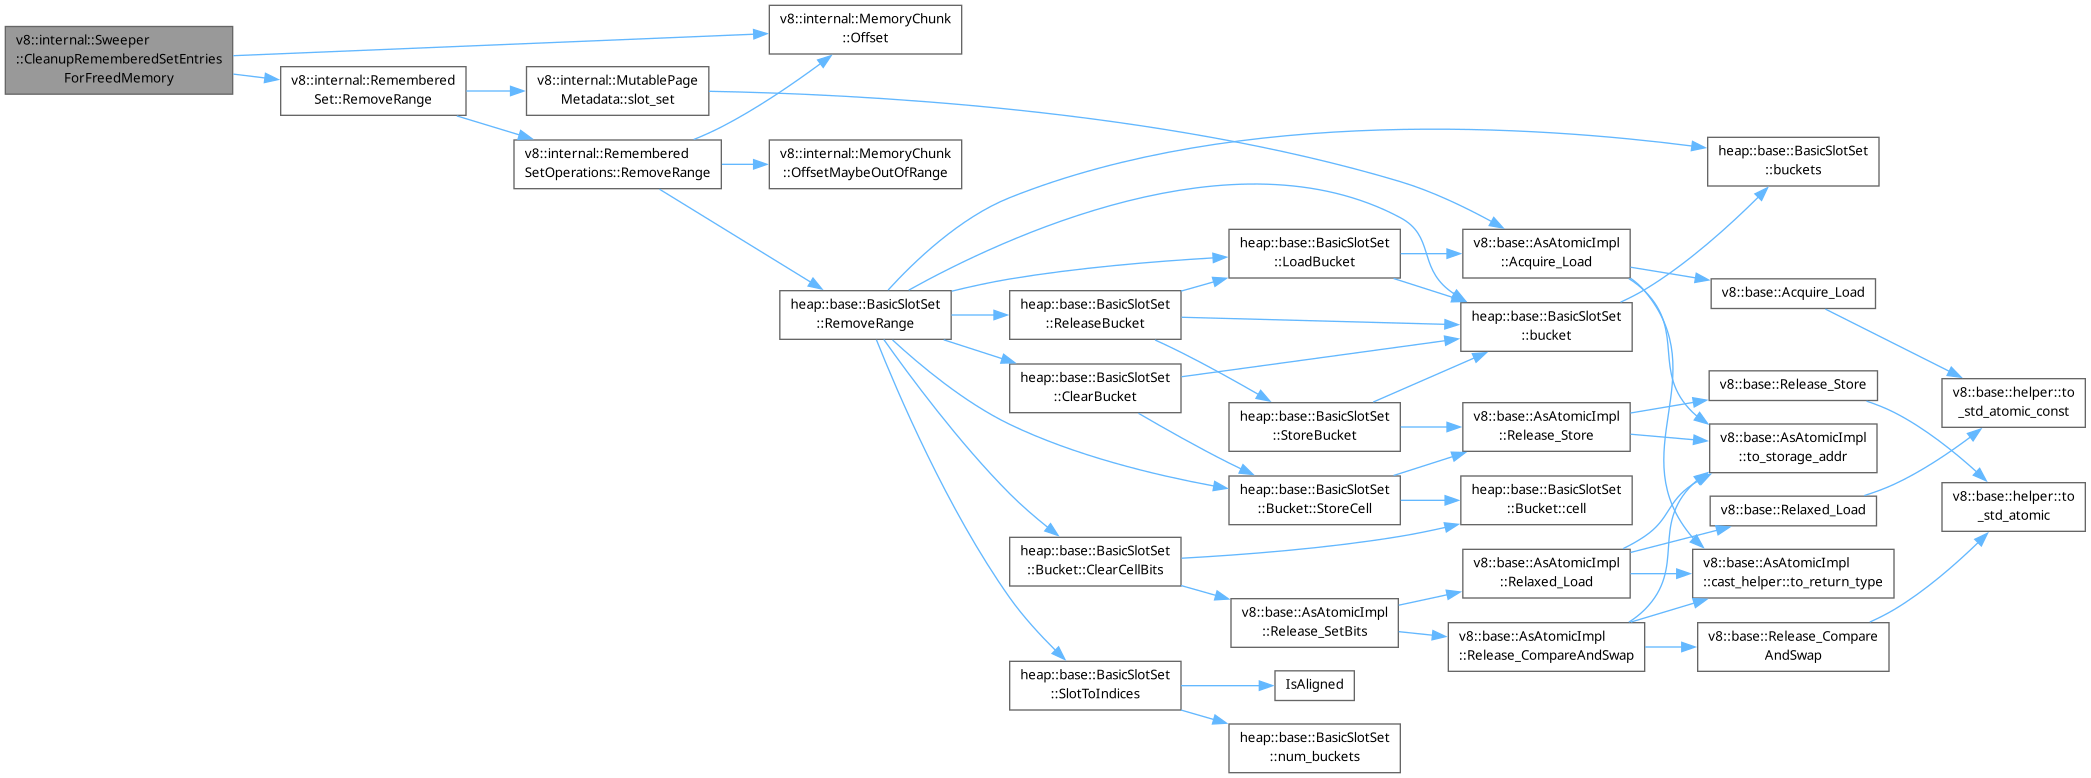 v8::internal::Sweeper
::CleanupRememberedSetEntries
ForFreedMemory
v8::internal::MemoryChunk
::Offset
v8::internal::Remembered
Set::RemoveRange
v8::internal::MutablePage
Metadata::slot_set
v8::internal::Remembered
SetOperations::RemoveRange
v8::internal::MemoryChunk
::OffsetMaybeOutOfRange
heap::base::BasicSlotSet
::RemoveRange
heap::base::BasicSlotSet
::buckets
heap::base::BasicSlotSet
::LoadBucket
heap::base::BasicSlotSet
::ReleaseBucket
heap::base::BasicSlotSet
::ClearBucket
heap::base::BasicSlotSet
::StoreBucket
heap::base::BasicSlotSet
::Bucket::StoreCell
heap::base::BasicSlotSet
::Bucket::ClearCellBits
v8::base::AsAtomicImpl
::Release_SetBits
heap::base::BasicSlotSet
::SlotToIndices
IsAligned
heap::base::BasicSlotSet
::num_buckets
v8::base::AsAtomicImpl
::Acquire_Load
heap::base::BasicSlotSet
::bucket
v8::base::AsAtomicImpl
::Release_Store
heap::base::BasicSlotSet
::Bucket::cell
v8::base::AsAtomicImpl
::Relaxed_Load
v8::base::AsAtomicImpl
::Release_CompareAndSwap
v8::base::Acquire_Load
v8::base::Release_Store
v8::base::AsAtomicImpl
::to_storage_addr
v8::base::Relaxed_Load
v8::base::AsAtomicImpl
::cast_helper::to_return_type
v8::base::Release_Compare
AndSwap
v8::base::helper::to
_std_atomic_const
v8::base::helper::to
_std_atomic